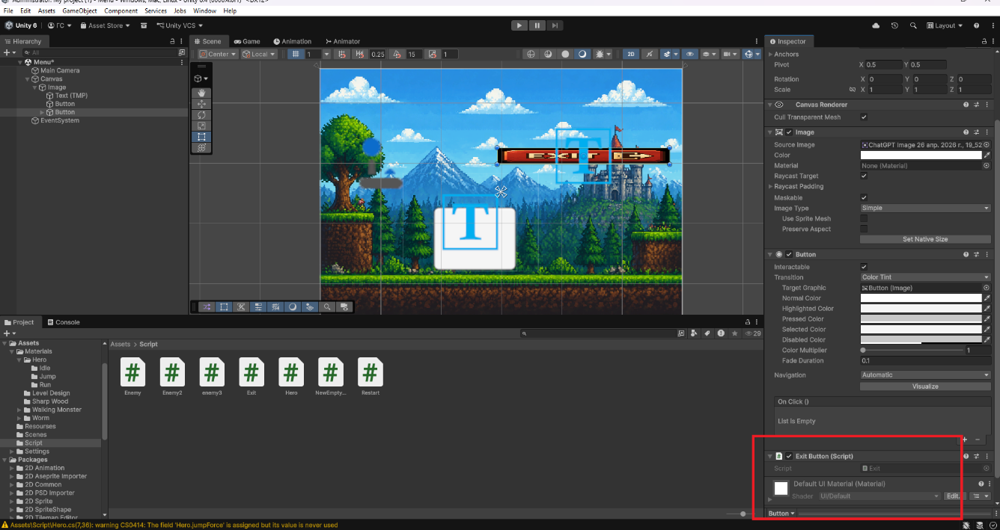 Administrator: My project (1) - Menu - Windows, Mac, Linux - Unity 6.4 <DX12>
File Edit Assets GameObject Component Services Jobs Window Help
Unity 6 ГС Asset Store Unity VCS Layout
Hierarchy Scene Game Animation Animator Inspector
All Center Local 1 0.25 15 1 2D
Menu*
Main Camera
Canvas
Image
Text (TMP)
Button
Button
EventSystem
EXIT
T
T
Anchors
Pivot X 0.5 Y 0.5
Rotation X 0 Y 0 Z 0
Scale X 1 Y 1 Z 1
Canvas Renderer
Cull Transparent Mesh
Image
Source Image ChatGPT Image 26 апр. 2026 г., 19_52
Color
Material None (Material)
Raycast Target
Raycast Padding
Maskable
Image Type Simple
Use Sprite Mesh
Preserve Aspect
Set Native Size
Button
Interactable
Transition Color Tint
Target Graphic Button (Image)
Normal Color
Highlighted Color
Pressed Color
Selected Color
Disabled Color
Color Multiplier 1
Fade Duration 0.1
Navigation Automatic
Visualize
On Click ()
List Is Empty
+ −
Exit Button (Script)
Script Exit
Default UI Material (Material)
Shader UI/Default Edit...
Button
Project Console
29
Assets
Materials
Hero
Idle
Jump
Run
Level Design
Sharp Wood
Walking Monster
Worm
Resourses
Scenes
Script
Settings
Packages
2D Animation
2D Aseprite Importer
2D Common
2D PSD Importer
2D Sprite
2D SpriteShape
2D Tilemap Editor
Assets > Script
# # # # # # #
Enemy Enemy2 enemy3 Exit Hero NewEmpty... Restart
Assets\Script\Hero.cs(7,36): warning CS0414: The field 'Hero.jumpForce' is assigned but its value is never used